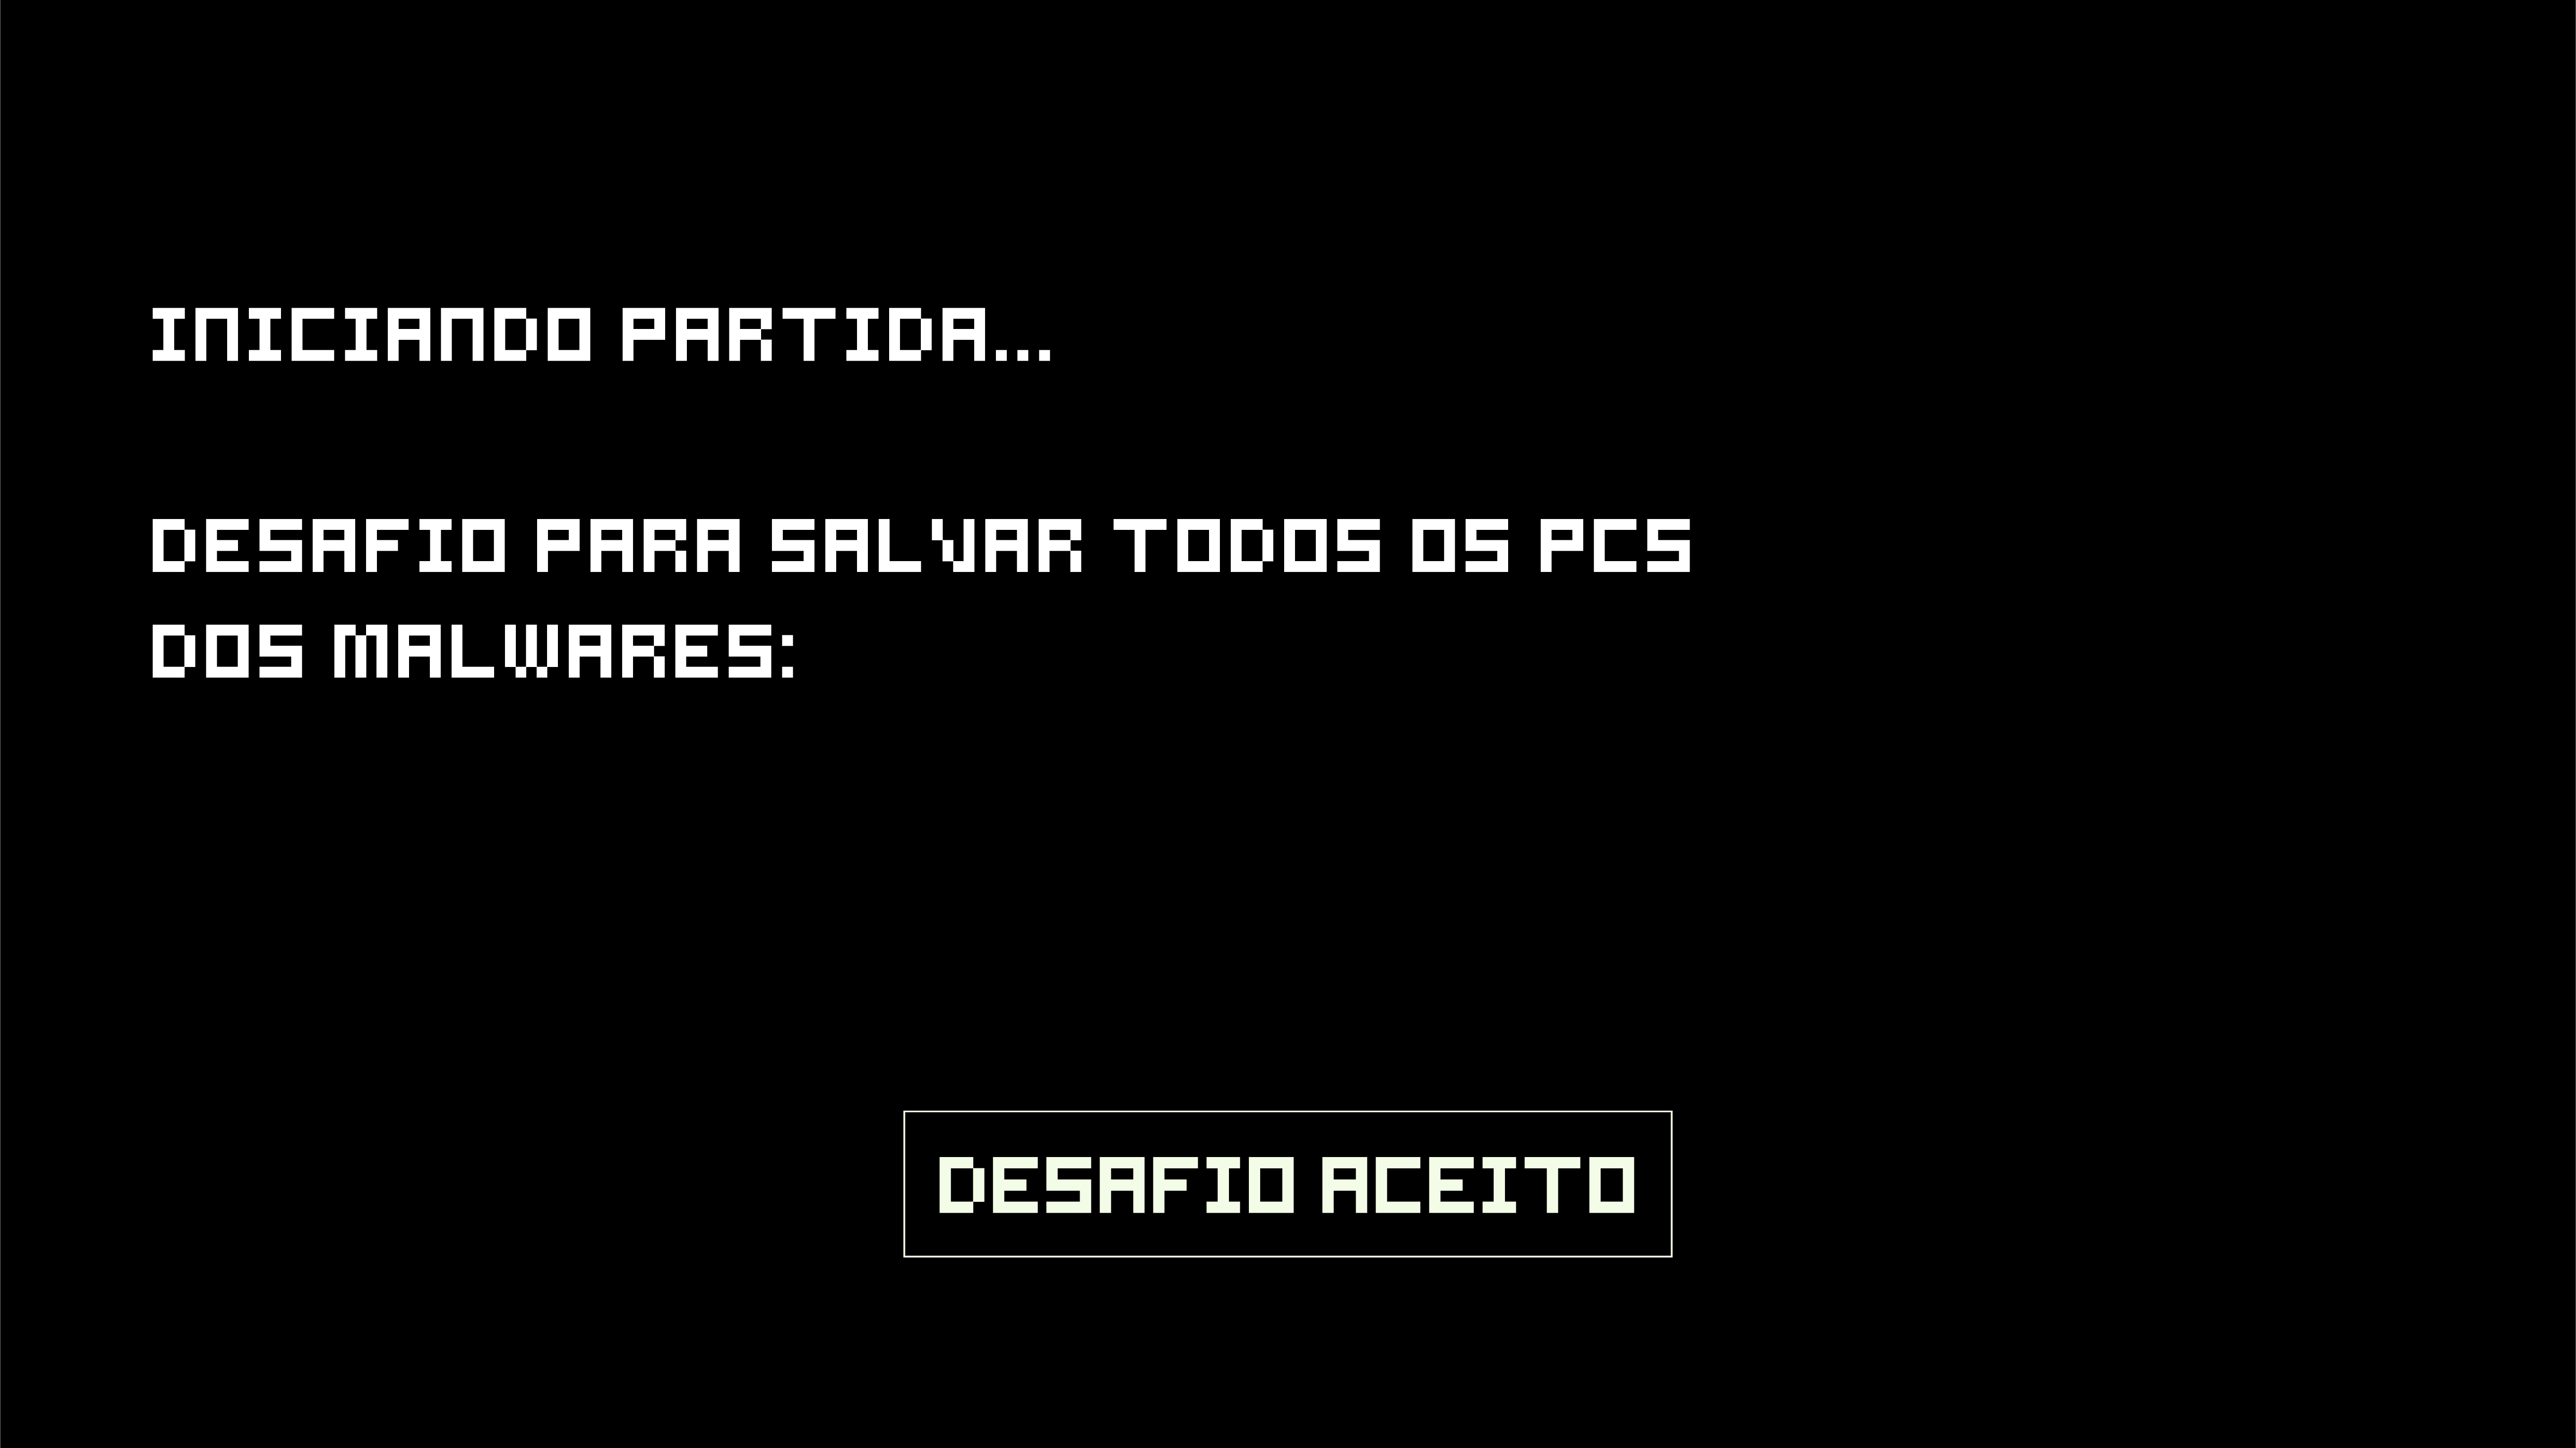 INICIANDO PARTIDA...
DESAFIO PARA SALVAR TODOS OS PCS
DOS MALWARES:
DESAFIO ACEITO